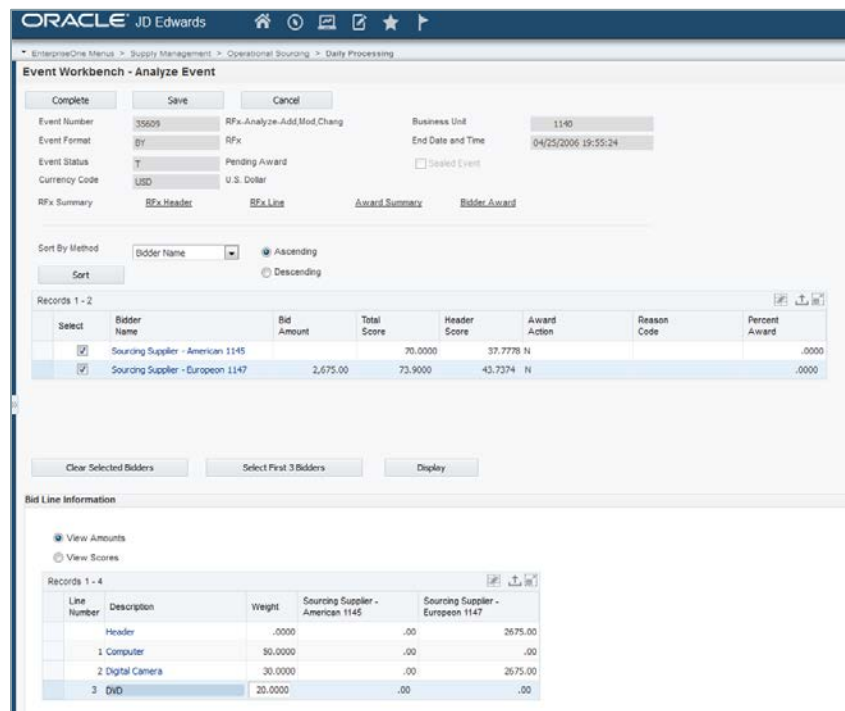 ORACLE JD Edwards
EnterpriseOne Menus > Supply Management > Operational Sourcing > Daily Processing
Event Workbench - Analyze Event
Complete Save Cancel
Event Number 35609 RFx-Analyze-Add,Mod,Chang Business Unit 1140
Event Format BY RFx End Date and Time 04/25/2006 19:55:24
Event Status T Pending Award Sealed Event
Currency Code USD U.S. Dollar
RFx Summary RFx Header RFx Line Award Summary Bidder Award
Sort By Method Bidder Name Ascending
Sort Descending
Records 1 - 2
Select Bidder Name Bid Amount Total Score Header Score Award Action Reason Code Percent Award
Sourcing Supplier - American 1145 70.0000 37.7778 N .0000
Sourcing Supplier - European 1147 2,675.00 73.9000 43.7374 N .0000
Clear Selected Bidders Select First 3 Bidders Display
Bid Line Information
View Amounts
View Scores
Records 1 - 4
Line Number Description Weight Sourcing Supplier - American 1145 Sourcing Supplier - European 1147
Header .0000 .00 2675.00
1 Computer 50.0000 .00 .00
2 Digital Camera 30.0000 .00 2675.00
3 DVD 20.0000 .00 .00